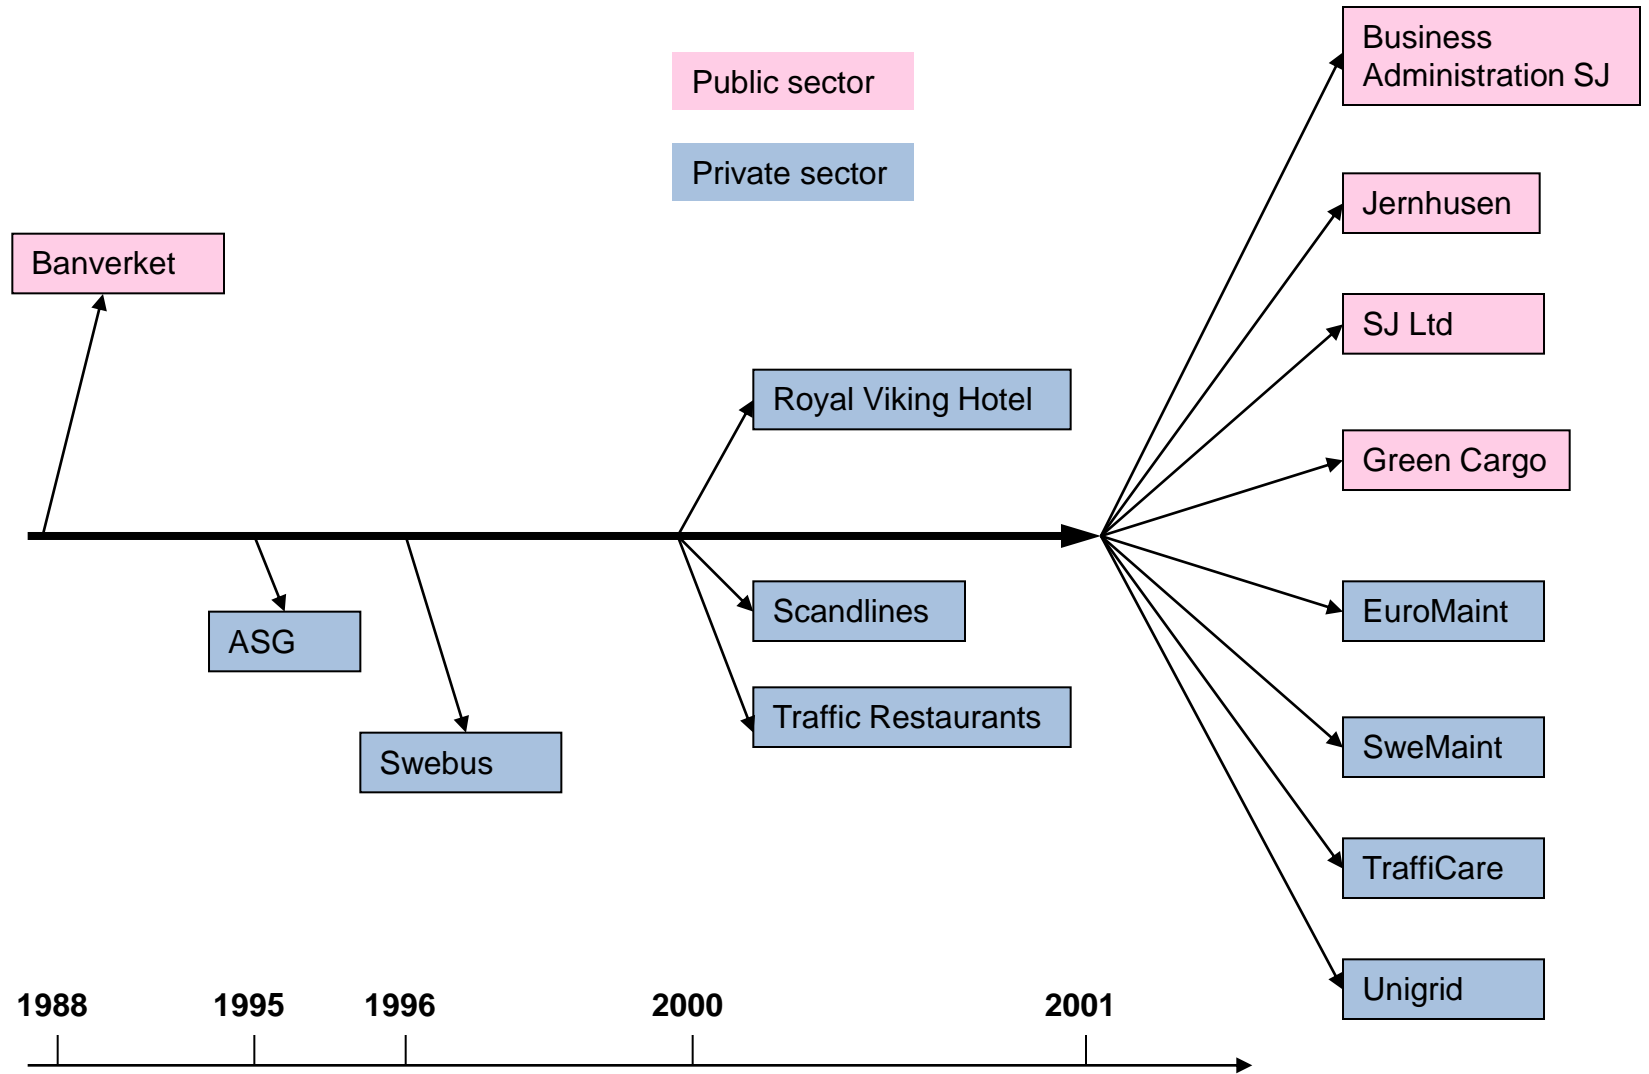 Business
Administration SJ
Public sector
Private sector
Jernhusen
Banverket
SJ Ltd
Royal Viking Hotel
Green Cargo
Scandlines
EuroMaint
ASG
Traffic Restaurants
SweMaint
Swebus
TraffiCare
Unigrid
1988
1995
1996
2000
2001